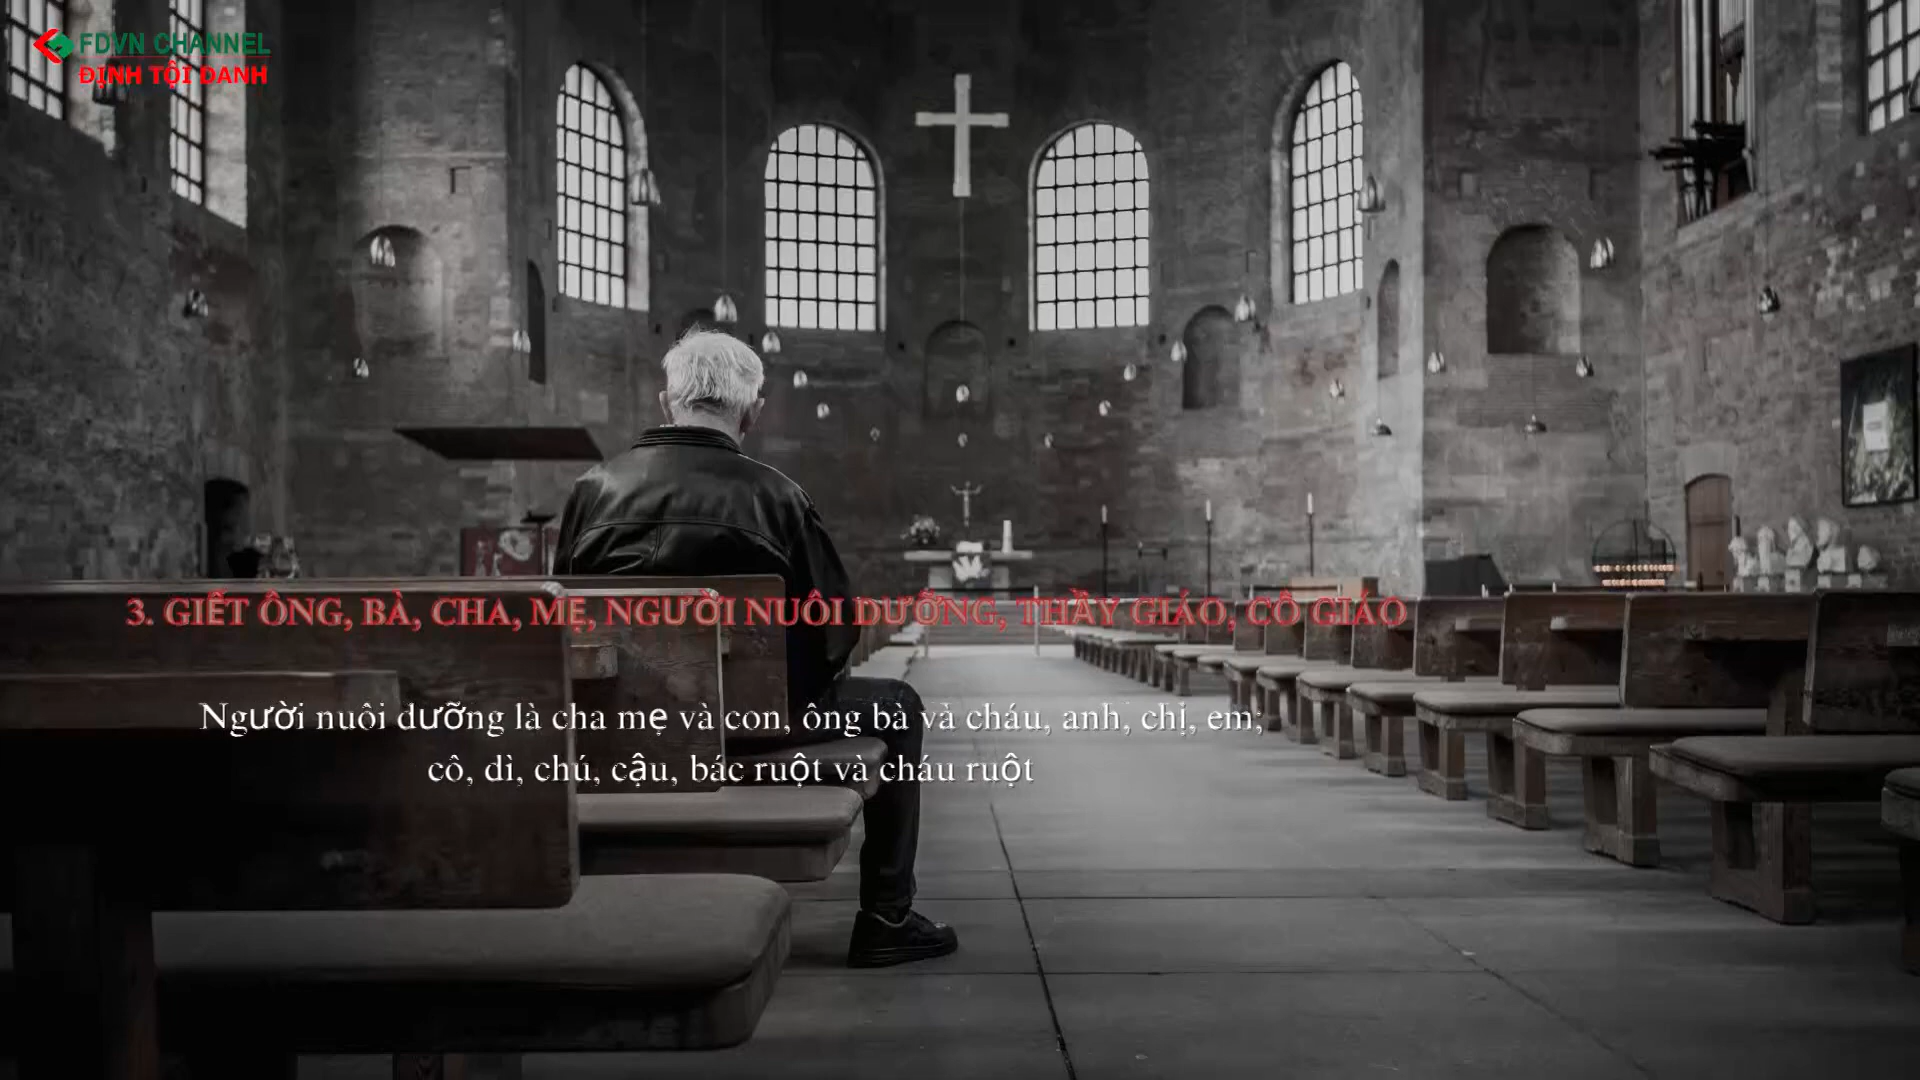 FDVN CHANNEL
ĐỊNH TỘI DANH
3. GIẾT ÔNG, BÀ, CHA, MẸ, NGƯỜI NUÔI DƯỠNG, THẦY GIÁO, CÔ GIÁO
Người nuôi dưỡng là cha mẹ và con, ông bà và cháu, anh, chị, em;
cô, dì, chú, cậu, bác ruột và cháu ruột